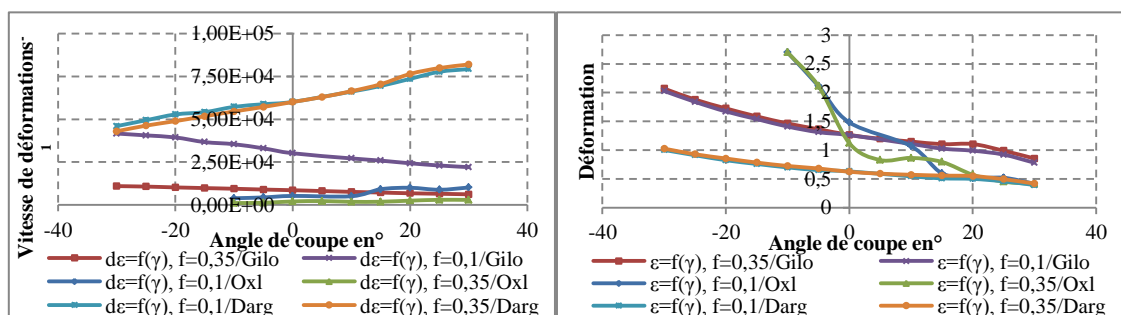 Vitesse de déformations-
1
1,00E+05
7,50E+04
5,00E+04
2,50E+04
0,00E+00
-40 -20 0 20 40
Angle de coupe en°
dε=f(γ), f=0,35/Gilo dε=f(γ), f=0,1/Gilo
dε=f(γ), f=0,1/Oxl dε=f(γ), f=0,35/Oxl
dε=f(γ), f=0,1/Darg dε=f(γ), f=0,35/Darg
Déformation
3
2,5
2
1,5
1
0,5
0
-40 -20 0 20 40
Angle de coupe en°
ε=f(γ), f=0,35/Gilo ε=f(γ), f=0,1/Gilo
ε=f(γ), f=0,1/Oxl ε=f(γ), f=0,35/Oxl
ε=f(γ), f=0,1/Darg ε=f(γ), f=0,35/Darg